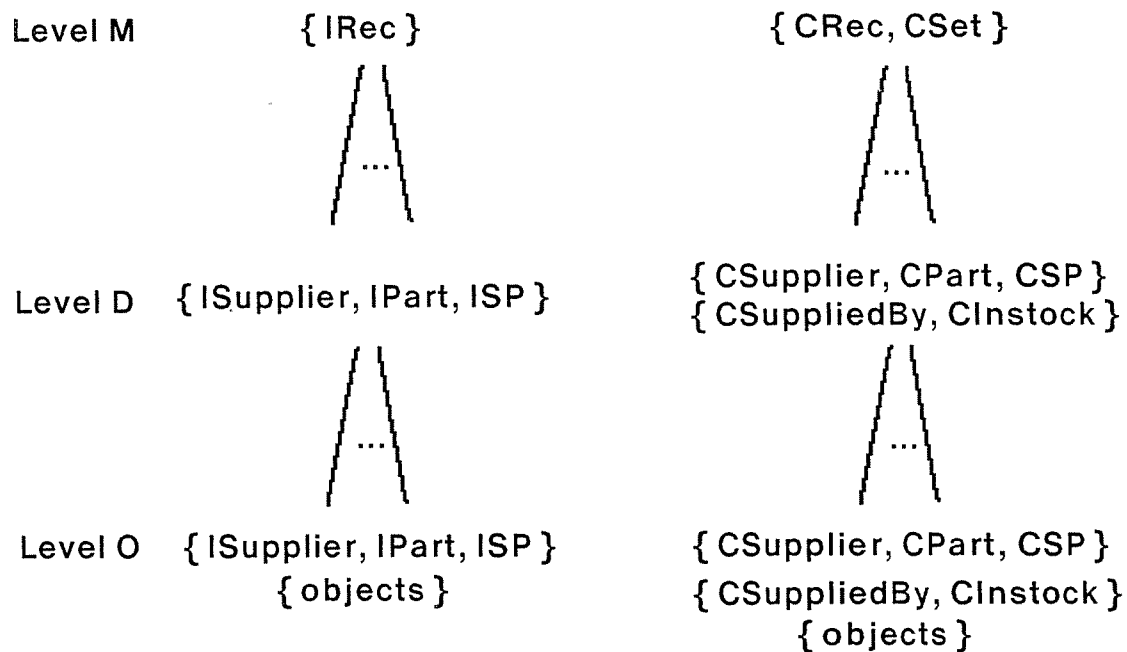 Level M { IRec } { CRec, CSet }
... ...
{ CSupplier, CPart, CSP }
Level D { ISupplier, IPart, ISP }
{ CSuppliedBy, CInstock }
... ...
Level O { ISupplier, IPart, ISP } { CSupplier, CPart, CSP }
{ objects } { CSuppliedBy, CInstock }
{ objects }